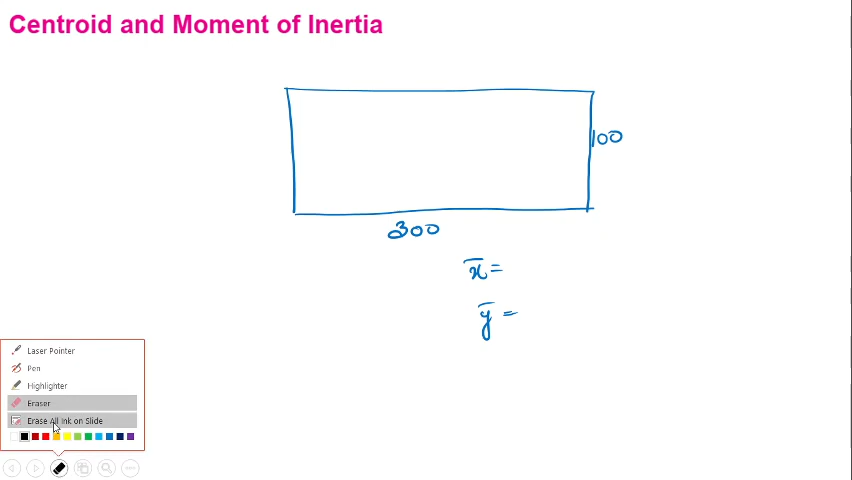 Centroid and Moment of Inertia
100
300
x̄ =
ȳ =
Laser Pointer
Pen
Highlighter
Eraser
Erase All Ink on Slide